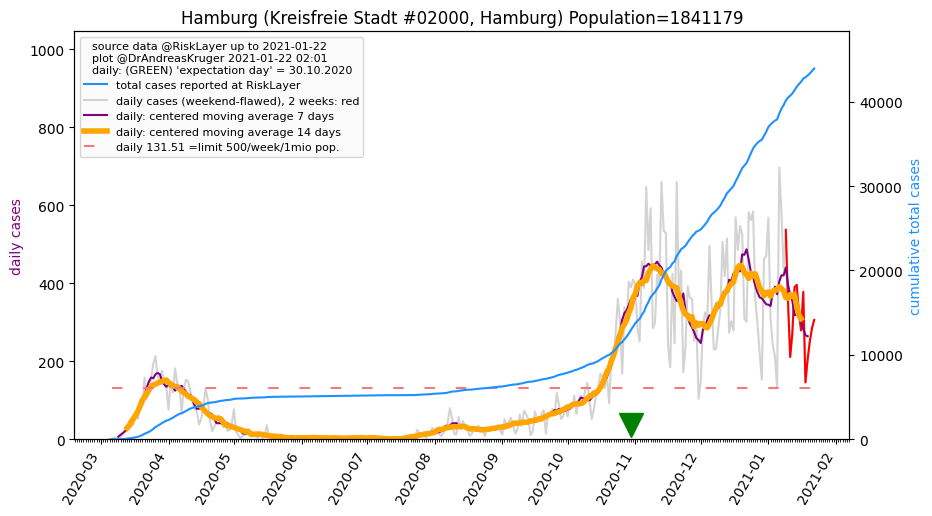 Hamburg (Kreisfreie Stadt #02000, Hamburg) Population=1841179
source data @RiskLayer up to 2021-01-22
plot @DrAndreasKruger 2021-01-22 02:01
daily: (GREEN) 'expectation day' = 30.10.2020
total cases reported at RiskLayer
daily cases (weekend-flawed), 2 weeks: red
daily: centered moving average 7 days
daily: centered moving average 14 days
daily 131.51 =limit 500/week/1mio pop.
daily cases
1000
800
600
400
200
0
cumulative total cases
40000
30000
20000
10000
0
2020-03
2020-04
2020-05
2020-06
2020-07
2020-08
2020-09
2020-10
2020-11
2020-12
2021-01
2021-02